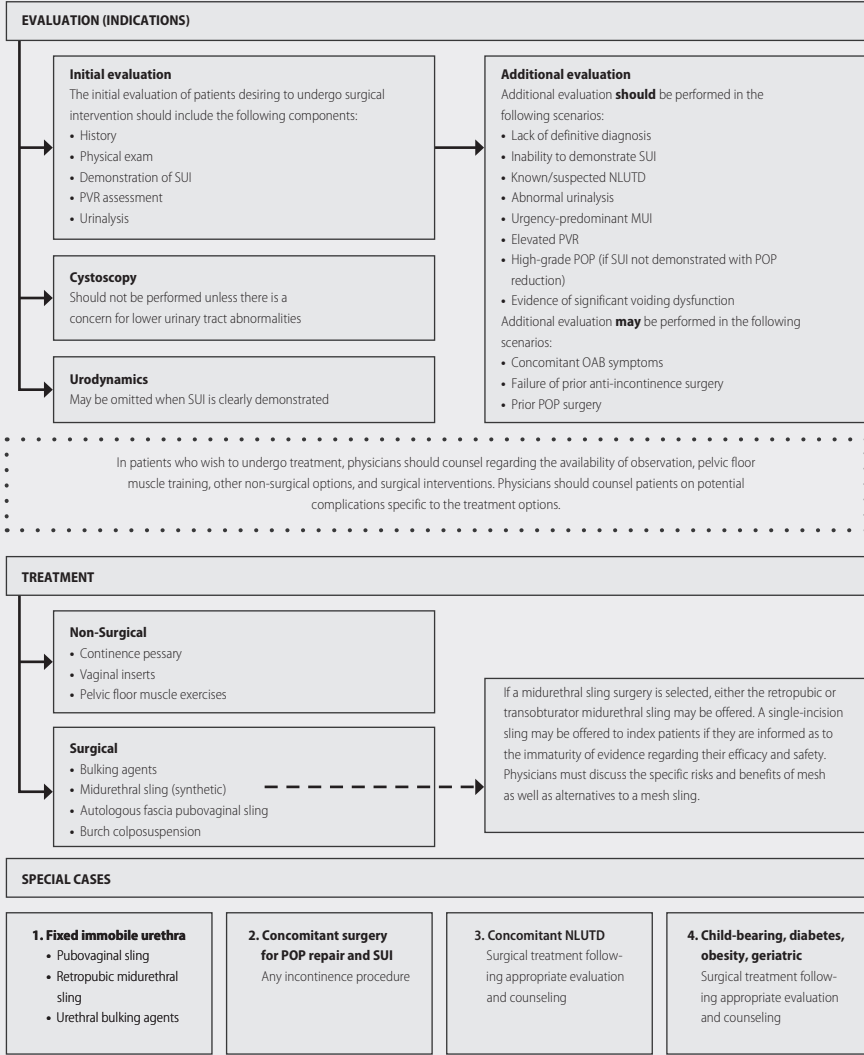 EVALUATION (INDICATIONS)
Initial evaluation
The initial evaluation of patients desiring to undergo surgical
intervention should include the following components:
• History
• Physical exam
• Demonstration of SUI
• PVR assessment
• Urinalysis
Cystoscopy
Should not be performed unless there is a
concern for lower urinary tract abnormalities
Urodynamics
May be omitted when SUI is clearly demonstrated
Additional evaluation
Additional evaluation should be performed in the
following scenarios:
• Lack of definitive diagnosis
• Inability to demonstrate SUI
• Known/suspected NLUTD
• Abnormal urinalysis
• Urgency-predominant MUI
• Elevated PVR
• High-grade POP (if SUI not demonstrated with POP
reduction)
• Evidence of significant voiding dysfunction
Additional evaluation may be performed in the following
scenarios:
• Concomitant OAB symptoms
• Failure of prior anti-incontinence surgery
• Prior POP surgery
In patients who wish to undergo treatment, physicians should counsel regarding the availability of observation, pelvic floor
muscle training, other non-surgical options, and surgical interventions. Physicians should counsel patients on potential
complications specific to the treatment options.
TREATMENT
Non-Surgical
• Continence pessary
• Vaginal inserts
• Pelvic floor muscle exercises
Surgical
• Bulking agents
• Midurethral sling (synthetic)
• Autologous fascia pubovaginal sling
• Burch colposuspension
If a midurethral sling surgery is selected, either the retropubic or
transobturator midurethral sling may be offered. A single-incision
sling may be offered to index patients if they are informed as to
the immaturity of evidence regarding their efficacy and safety.
Physicians must discuss the specific risks and benefits of mesh
as well as alternatives to a mesh sling.
SPECIAL CASES
1. Fixed immobile urethra
• Pubovaginal sling
• Retropubic midurethral
sling
• Urethral bulking agents
2. Concomitant surgery
for POP repair and SUI
Any incontinence procedure
3. Concomitant NLUTD
Surgical treatment follow-
ing appropriate evaluation
and counseling
4. Child-bearing, diabetes,
obesity, geriatric
Surgical treatment follow-
ing appropriate evaluation
and counseling